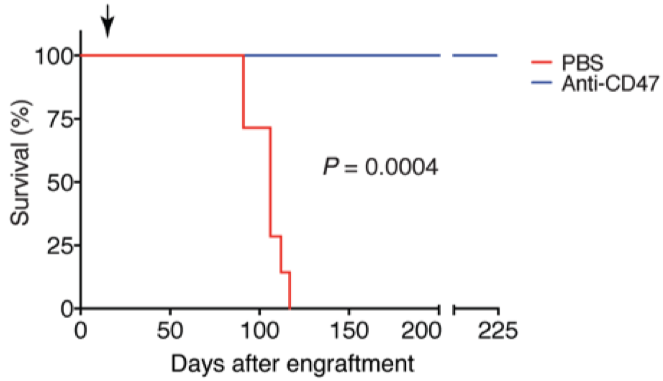 100
75
50
25
0
Survival (%)
0 50 100 150 200 225
Days after engraftment
P = 0.0004
PBS
Anti-CD47